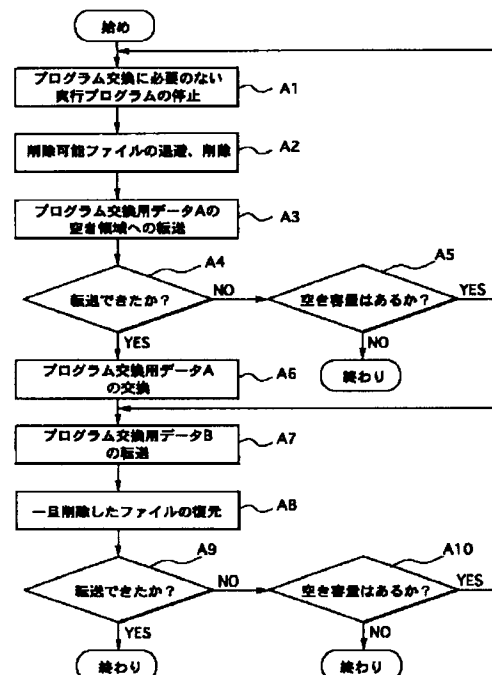 始め
プログラム交換に必要のない
実行プログラムの停止
A1
削除可能ファイルの退避、削除
A2
プログラム交換用データAの
空き領域への転送
A3
A4
転送できたか？
NO
YES
A5
空き容量はあるか？
YES
NO
終わり
プログラム交換用データA
の交換
A6
プログラム交換用データB
の転送
A7
一旦削除したファイルの復元
A8
A9
転送できたか？
NO
YES
終わり
A10
空き容量はあるか？
YES
NO
終わり